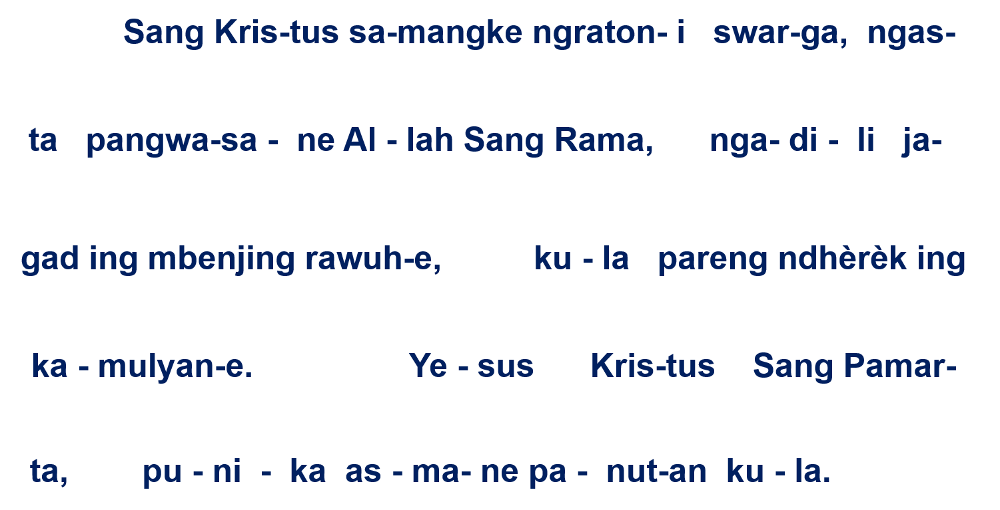 Sang Kris-tus sa-mangke ngraton- i swar-ga, ngas-
ta pangwa-sa - ne Al - lah Sang Rama, nga- di - li ja-
gad ing mbenjing rawuh-e, ku - la pareng ndhèrèk ing
ka - mulyan-e. Ye - sus Kris-tus Sang Pamar-
ta, pu - ni - ka as - ma- ne pa - nut-an ku - la.